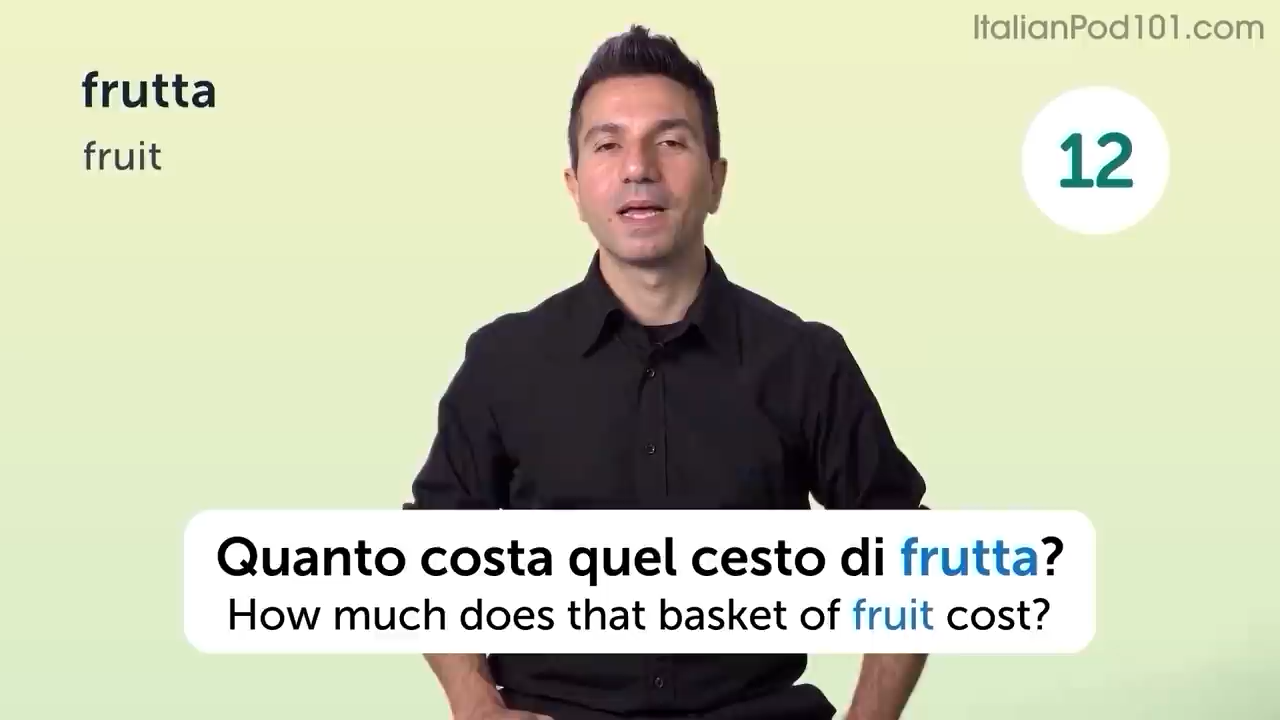 ItalianPod101.com
frutta
fruit
12
Quanto costa quel cesto di frutta?
How much does that basket of fruit cost?